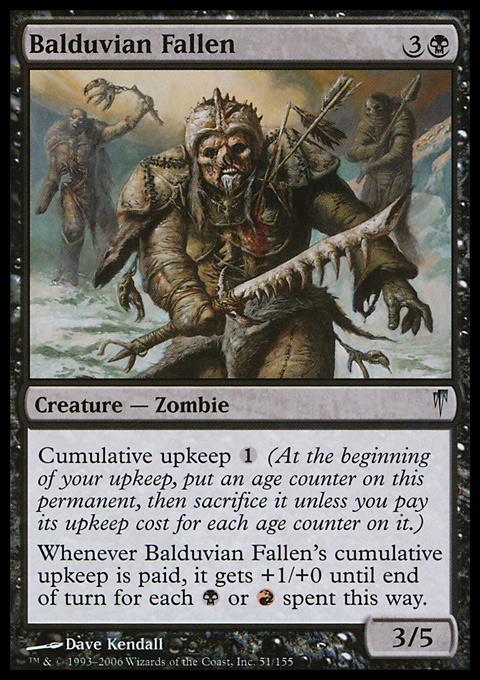 Balduvian Fallen 3
Creature — Zombie
Cumulative upkeep 1 (At the beginning
of your upkeep, put an age counter on this
permanent, then sacrifice it unless you pay
its upkeep cost for each age counter on it.)
Whenever Balduvian Fallen's cumulative
upkeep is paid, it gets +1/+0 until end
of turn for each or spent this way.
Dave Kendall
3/5
™ & © 1993–2006 Wizards of the Coast, Inc. 51/155